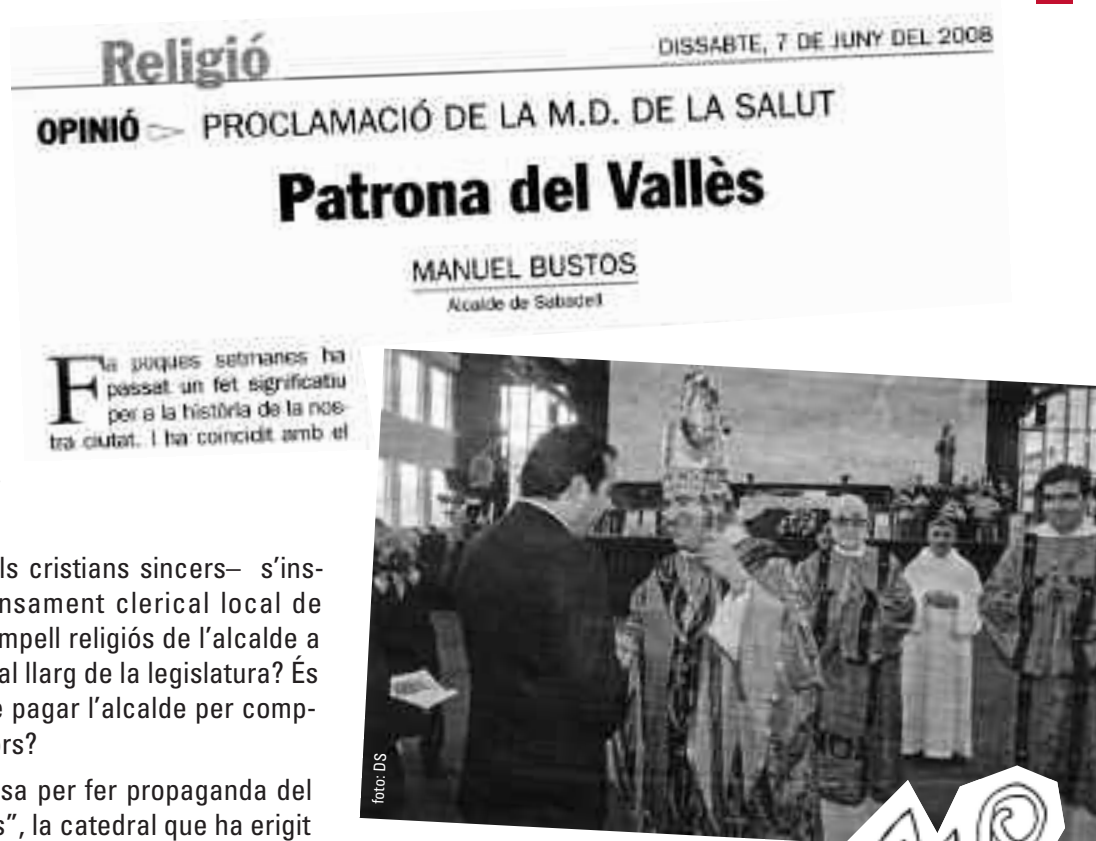 Religió
DISSABTE, 7 DE JUNY DEL 2008
OPINIÓ PROCLAMACIÓ DE LA M.D. DE LA SALUT
Patrona del Vallès
MANUEL BUSTOS
Alcalde de Sabadell
Fa poques setmanes ha
passat un fet significatiu
per a la història de la nos-
tra ciutat. I ha coincidit amb el
ls cristians sincers– s’ins-
nsament clerical local de
mpell religiós de l’alcalde a
al llarg de la legislatura? És
e pagar l’alcalde per comp-
rs?
sa per fer propaganda del
s”, la catedral que ha erigit
foto: DS